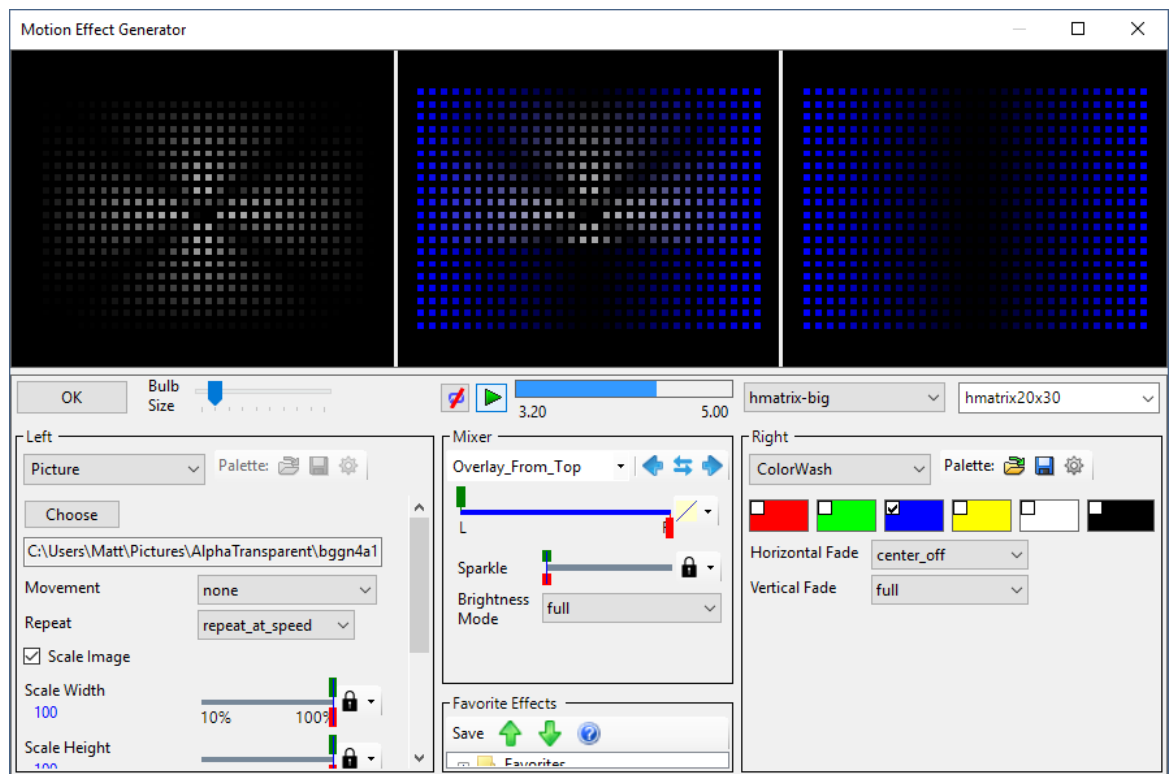 Motion Effect Generator
OK
Bulb
Size
3.20
5.00
hmatrix-big
hmatrix20x30
Left
Picture
Palette:
Choose
C:\Users\Matt\Pictures\AlphaTransparent\bggn4a1
Movement
none
Repeat
repeat_at_speed
Scale Image
Scale Width
100
10%
100%
Scale Height
100
Mixer
Overlay_From_Top
L
Sparkle
Brightness
Mode
full
Favorite Effects
Save
Favorites
Right
ColorWash
Palette:
Horizontal Fade
center_off
Vertical Fade
full